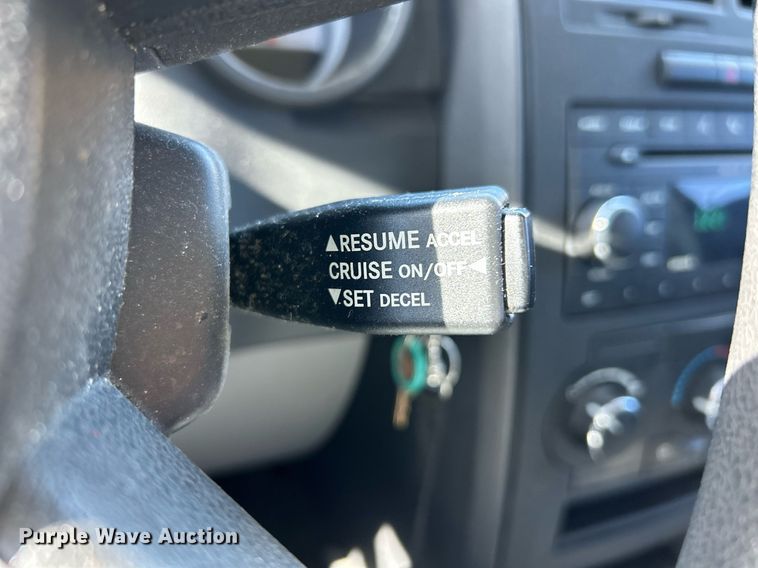 ▲RESUME ACCEL
CRUISE ON/OFF◄
▼SET DECEL
Purple Wave Auction